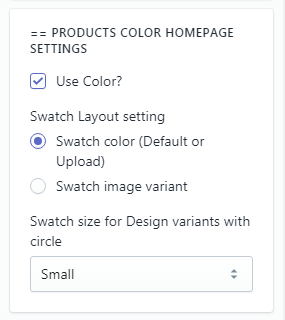 == PRODUCTS COLOR HOMEPAGE
SETTINGS
Use Color?
Swatch Layout setting
Swatch color (Default or
Upload)
Swatch image variant
Swatch size for Design variants with
circle
Small